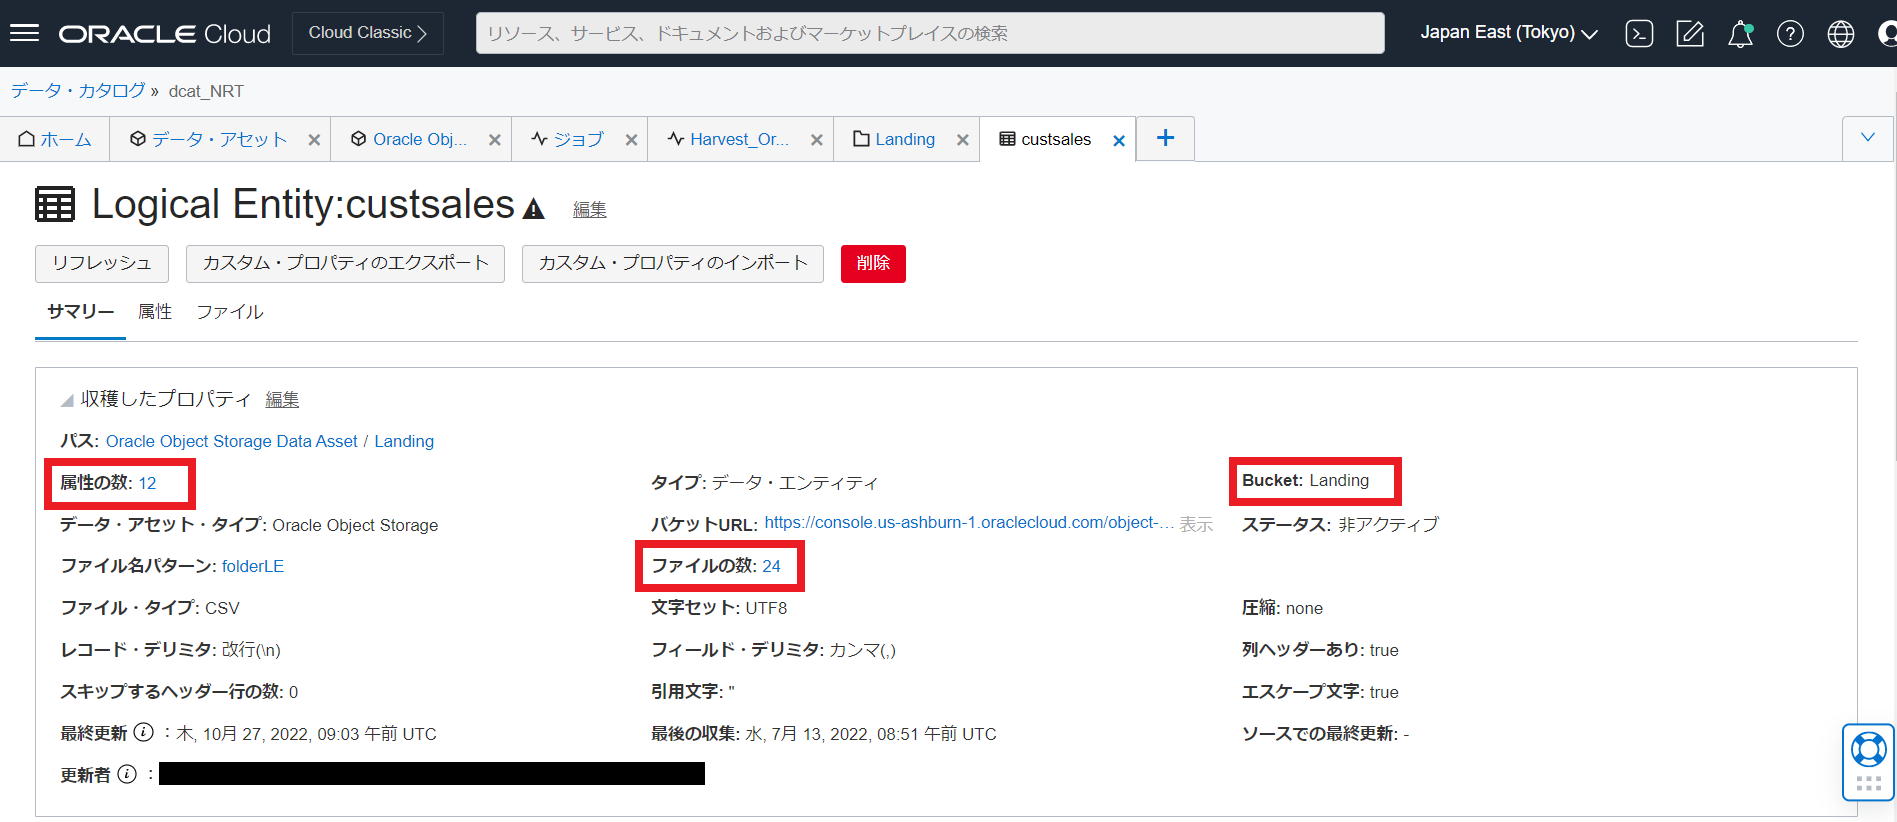 ORACLE Cloud
Cloud Classic
リソース、サービス、ドキュメントおよびマーケットプレイスの検索
Japan East (Tokyo)
データ・カタログ » dcat_NRT
ホーム
データ・アセット
Oracle Obj...
ジョブ
Harvest_Or...
Landing
custsales
Logical Entity:custsales 編集
リフレッシュ
カスタム・プロパティのエクスポート
カスタム・プロパティのインポート
削除
サマリー
属性
ファイル
収穫したプロパティ 編集
パス: Oracle Object Storage Data Asset / Landing
属性の数: 12
タイプ: データ・エンティティ
Bucket: Landing
データ・アセット・タイプ: Oracle Object Storage
バケットURL: https://console.us-ashburn-1.oraclecloud.com/object-... 表示
ステータス: 非アクティブ
ファイル名パターン: folderLE
ファイルの数: 24
ファイル・タイプ: CSV
文字セット: UTF8
圧縮: none
レコード・デリミタ: 改行(\n)
フィールド・デリミタ: カンマ(,)
列ヘッダーあり: true
スキップするヘッダー行の数: 0
引用文字: "
エスケープ文字: true
最終更新 : 木, 10月 27, 2022, 09:03 午前 UTC
最後の収集: 水, 7月 13, 2022, 08:51 午前 UTC
ソースでの最終更新: -
更新者 :